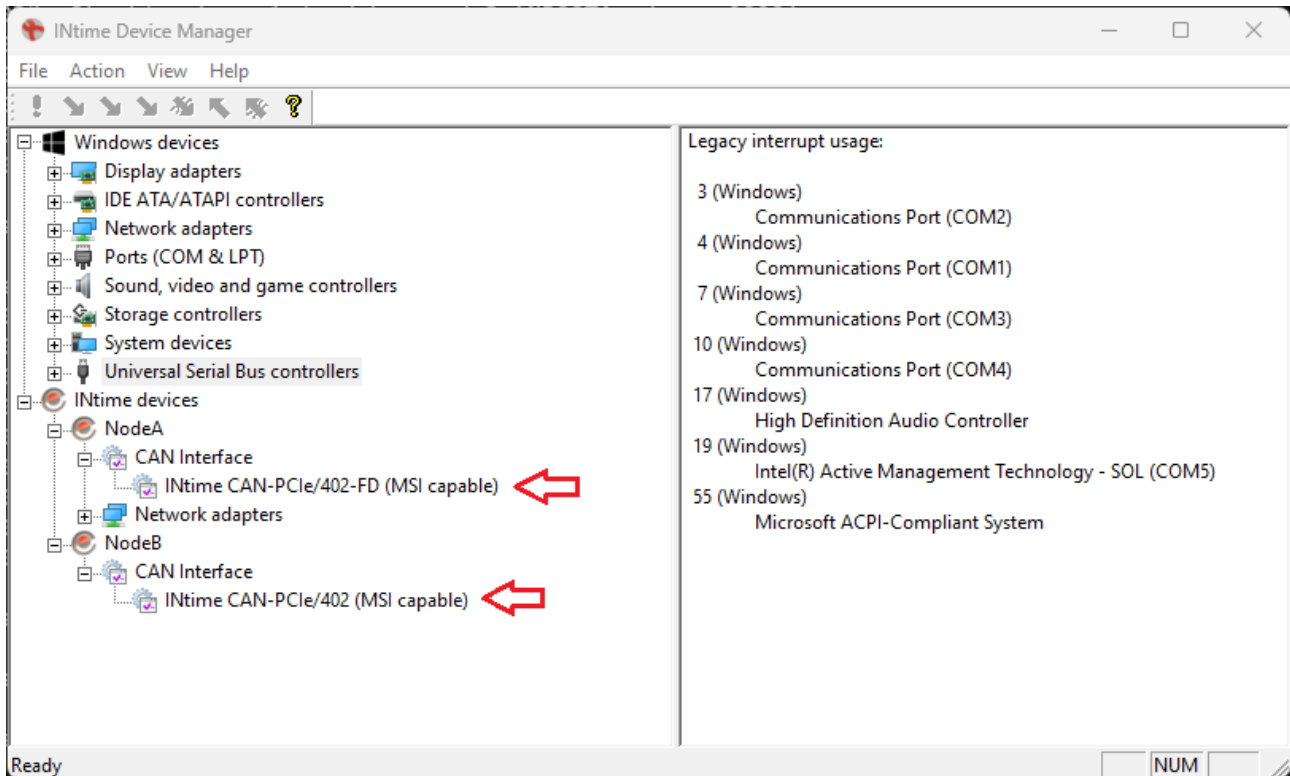 INtime Device Manager
File Action View Help
Windows devices
Display adapters
IDE ATA/ATAPI controllers
Network adapters
Ports (COM & LPT)
Sound, video and game controllers
Storage controllers
System devices
Universal Serial Bus controllers
INtime devices
NodeA
CAN Interface
INtime CAN-PCIe/402-FD (MSI capable)
Network adapters
NodeB
CAN Interface
INtime CAN-PCIe/402 (MSI capable)
Legacy interrupt usage:
3 (Windows)
Communications Port (COM2)
4 (Windows)
Communications Port (COM1)
7 (Windows)
Communications Port (COM3)
10 (Windows)
Communications Port (COM4)
17 (Windows)
High Definition Audio Controller
19 (Windows)
Intel(R) Active Management Technology - SOL (COM5)
55 (Windows)
Microsoft ACPI-Compliant System
Ready
NUM